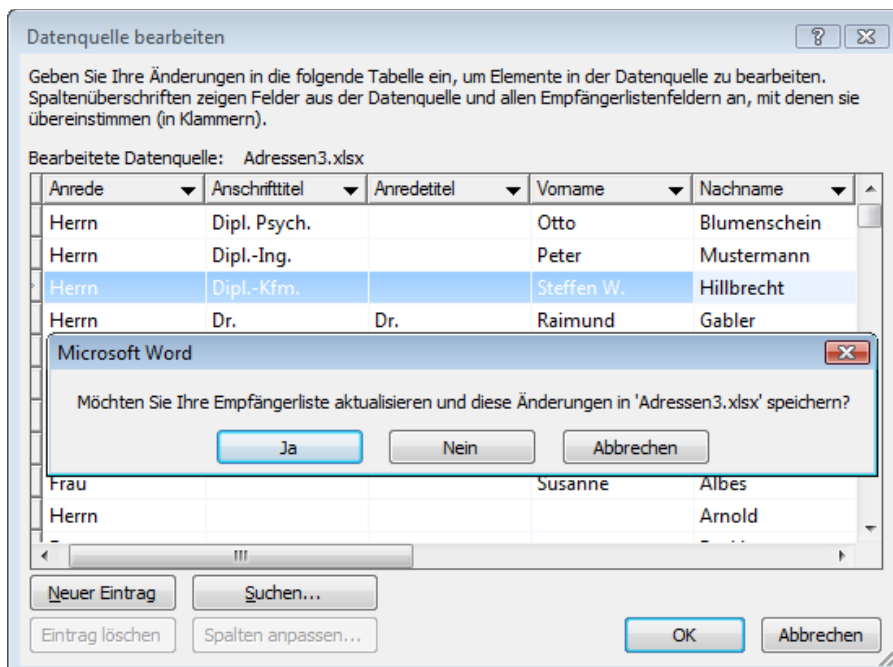 Datenquelle bearbeiten
Geben Sie Ihre Änderungen in die folgende Tabelle ein, um Elemente in der Datenquelle zu bearbeiten.
Spaltenüberschriften zeigen Felder aus der Datenquelle und allen Empfängerlistenfeldern an, mit denen sie
übereinstimmen (in Klammern).
Bearbeitete Datenquelle: Adressen3.xlsx
Anrede Anschrifttitel Anredetitel Vorname Nachname
Herrn Dipl. Psych. Otto Blumenschein
Herrn Dipl.-Ing. Peter Mustermann
Herrn Dipl.-Kfm. Steffen W. Hillbrecht
Herrn Dr. Dr. Raimund Gabler
Microsoft Word
Möchten Sie Ihre Empfängerliste aktualisieren und diese Änderungen in 'Adressen3.xlsx' speichern?
Ja Nein Abbrechen
Frau Susanne Albes
Herrn Arnold
Neuer Eintrag Suchen...
Eintrag löschen Spalten anpassen... OK Abbrechen